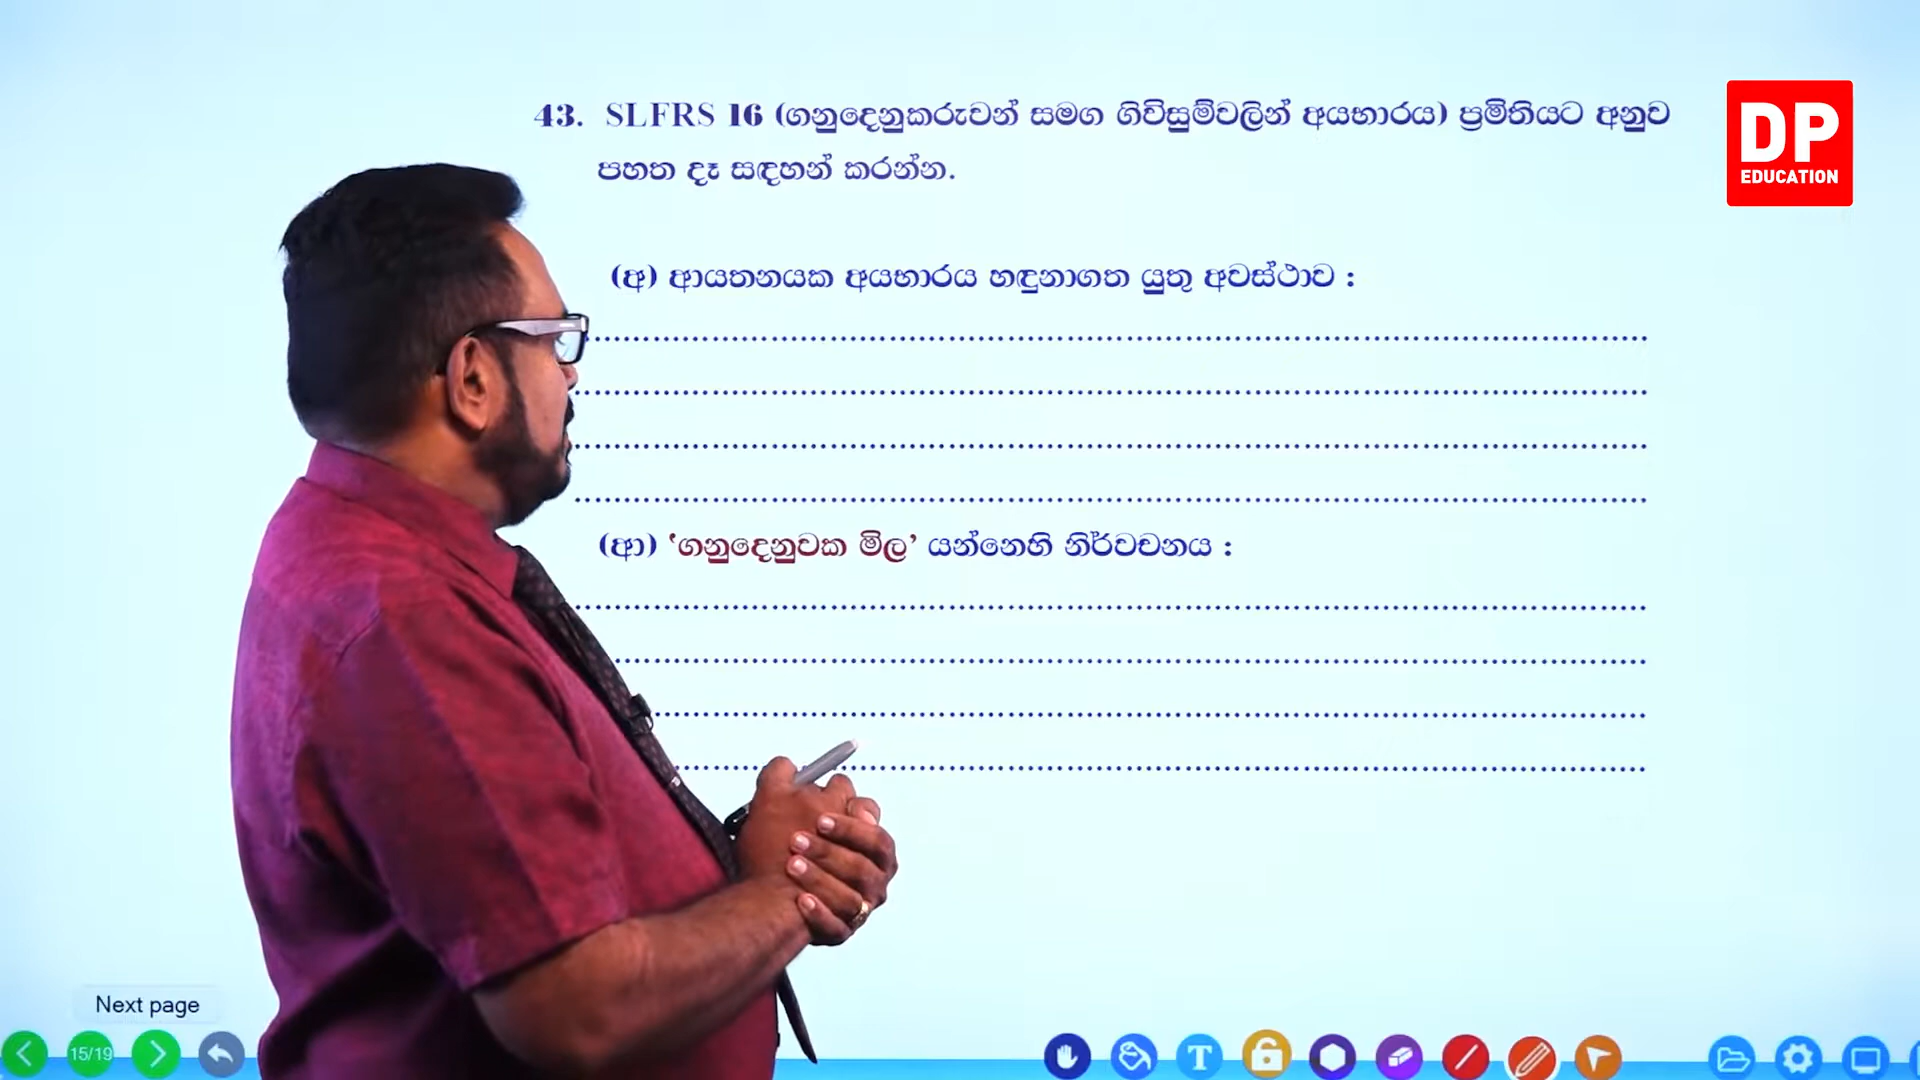 43. SLFRS 16 (ගනුදෙනුකරුවන් සමග ගිවිසුම්වලින් අයභාරය) ප්‍රමිතියට අනුව
පහත දෑ සඳහන් කරන්න.
DP
EDUCATION
(අ) ආයතනයක අයභාරය හඳුනාගත යුතු අවස්ථාව :
(ආ) ‘ගනුදෙනුවක මිල’ යන්නෙහි නිර්වචනය :
Next page
15/19
T